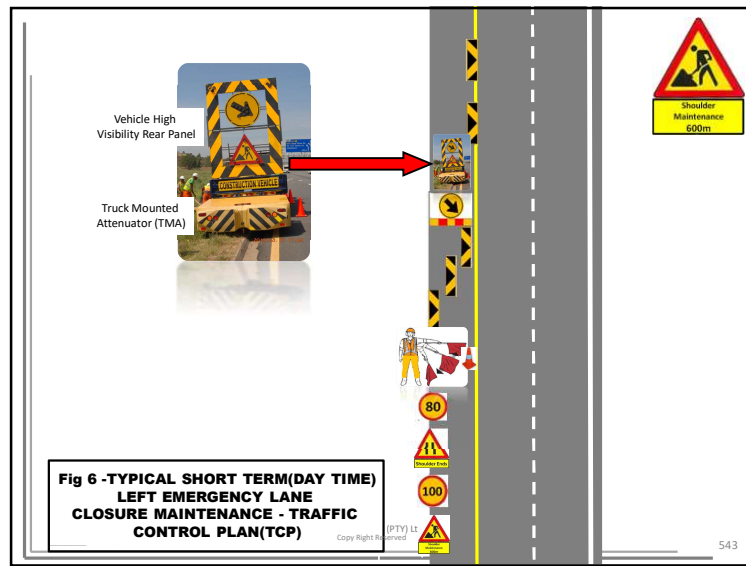 Vehicle High
Visibility Rear Panel
CONSTRUCTION VEHICLE
Truck Mounted
Attenuator (TMA)
Shoulder
Maintenance
600m
80
Shoulder Ends
100
Shoulder
Maintenance
Fig 6 -TYPICAL SHORT TERM(DAY TIME)
LEFT EMERGENCY LANE
CLOSURE MAINTENANCE - TRAFFIC
CONTROL PLAN(TCP)
(PTY) Lt
Copy Right Reserved
543